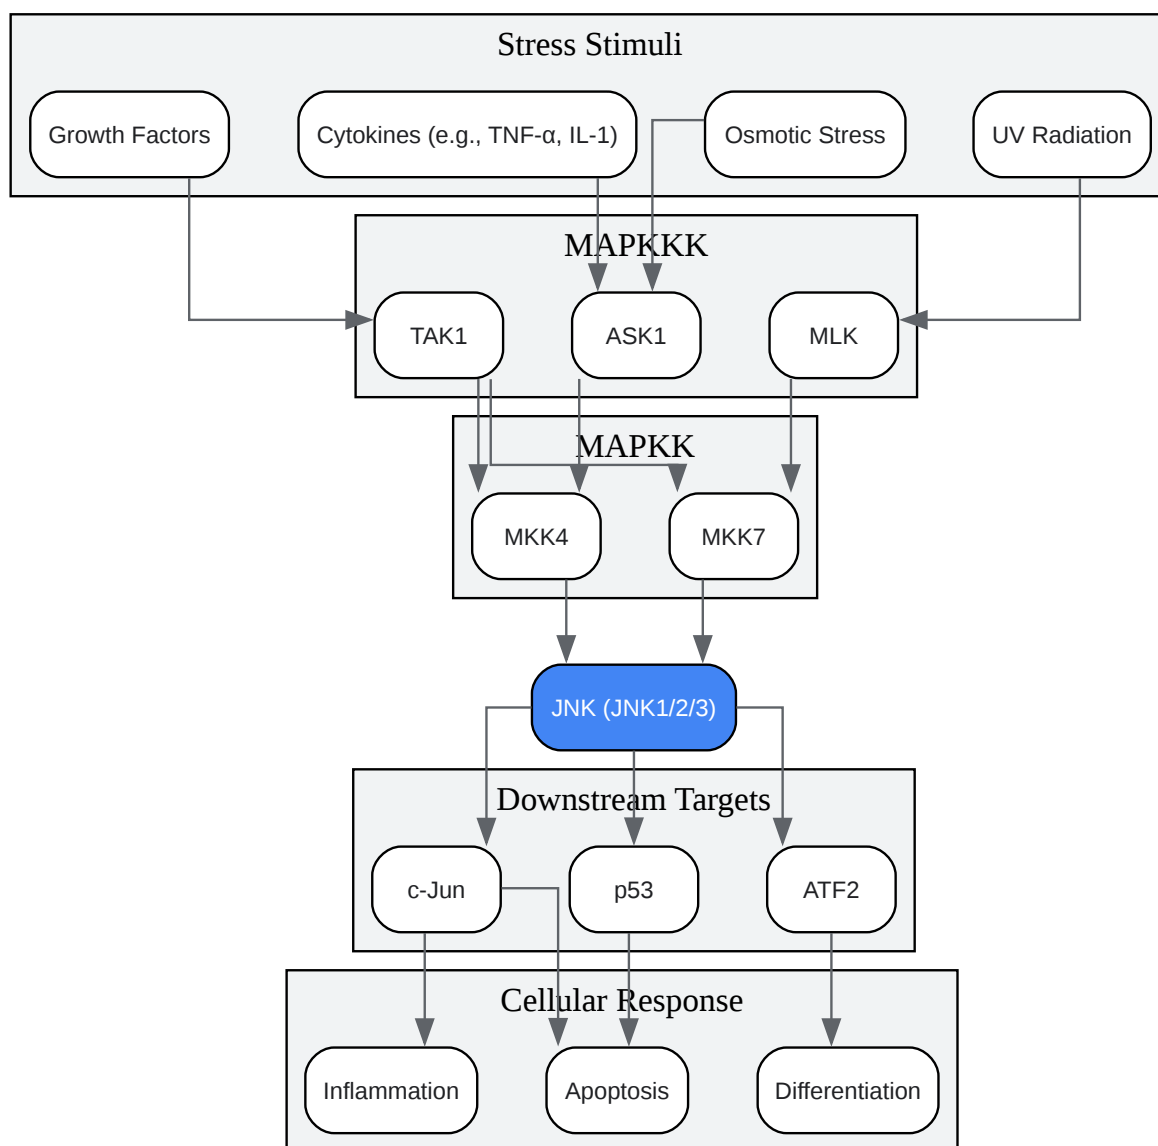 Stress Stimuli
Growth Factors
Cytokines (e.g., TNF-α, IL-1)
Osmotic Stress
UV Radiation
MAPKKK
TAK1
ASK1
MLK
MAPKK
MKK4
MKK7
JNK (JNK1/2/3)
Downstream Targets
c-Jun
p53
ATF2
Cellular Response
Inflammation
Apoptosis
Differentiation